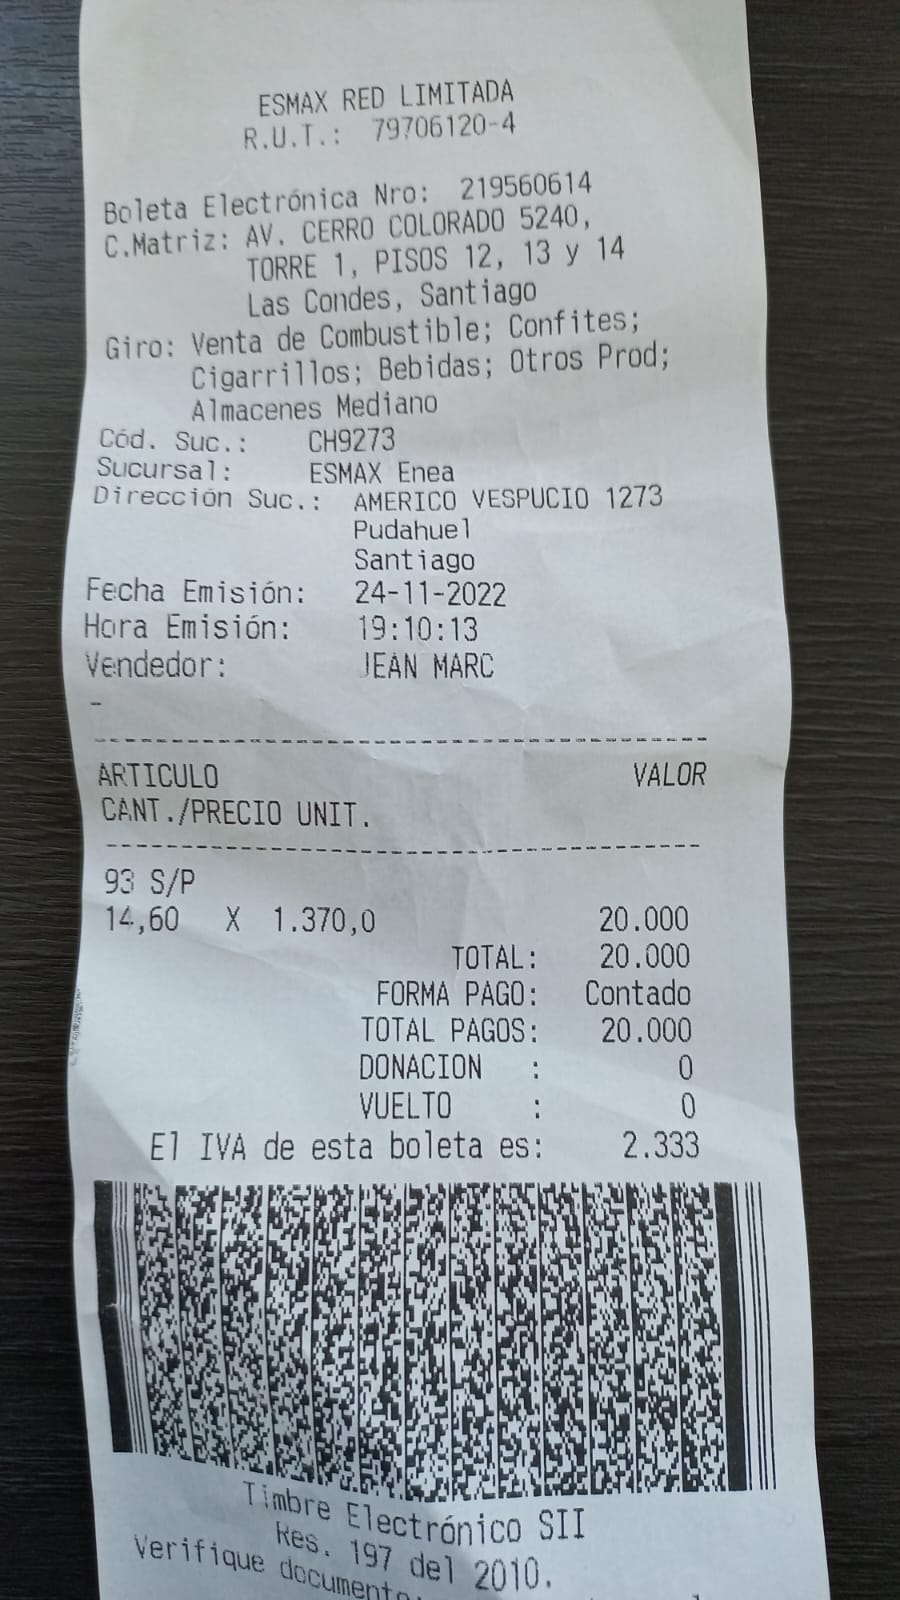 ESMAX RED LIMITADA
R.U.T.: 79706120-4
Boleta Electrónica Nro: 219560614
C.Matriz: AV. CERRO COLORADO 5240,
TORRE 1, PISOS 12, 13 y 14
Las Condes, Santiago
Giro: Venta de Combustible; Confites;
Cigarrillos; Bebidas; Otros Prod;
Almacenes Mediano
Cód. Suc.: CH9273
Sucursal: ESMAX Enea
Dirección Suc.: AMERICO VESPUCIO 1273
Pudahuel
Santiago
Fecha Emisión: 24-11-2022
Hora Emisión: 19:10:13
Vendedor: JEAN MARC
-
ARTICULO VALOR
CANT./PRECIO UNIT.
93 S/P
14,60 X 1.370,0 20.000
TOTAL: 20.000
FORMA PAGO: Contado
TOTAL PAGOS: 20.000
DONACION : 0
VUELTO : 0
El IVA de esta boleta es: 2.333
Timbre Electrónico SII
Res. 197 del 2010.
Verifique documento